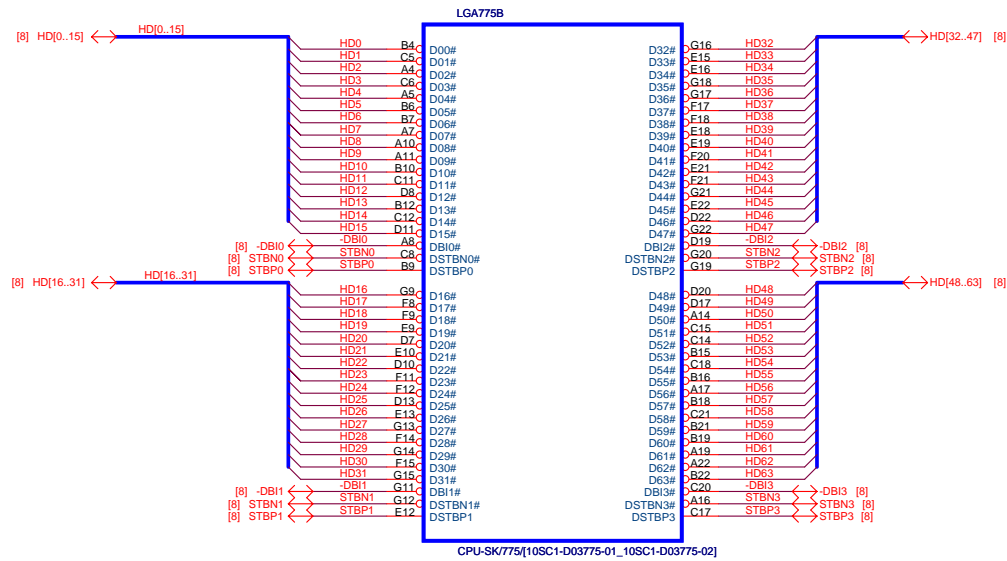 LGA775B
[8] HD[0..15] HD[0..15] HD[32..47] [8]
HD0 B4 D00# D32# G16 HD32
HD1 C5 D01# D33# E15 HD33
HD2 A4 D02# D34# E16 HD34
HD3 C6 D03# D35# G18 HD35
HD4 A5 D04# D36# G17 HD36
HD5 B6 D05# D37# F17 HD37
HD6 B7 D06# D38# F18 HD38
HD7 A7 D07# D39# E18 HD39
HD8 A10 D08# D40# E19 HD40
HD9 A11 D09# D41# F20 HD41
HD10 B10 D10# D42# E21 HD42
HD11 C11 D11# D43# F21 HD43
HD12 D8 D12# D44# G21 HD44
HD13 B12 D13# D45# E22 HD45
HD14 C12 D14# D46# D22 HD46
HD15 D11 D15# D47# G22 HD47
[8] -DBI0 -DBI0 A8 DBI0# DBI2# D19 -DBI2 -DBI2 [8]
[8] STBN0 STBN0 C8 DSTBN0# DSTBN2# G20 STBN2 STBN2 [8]
[8] STBP0 STBP0 B9 DSTBP0 DSTBP2 G19 STBP2 STBP2 [8]
[8] HD[16..31] HD[16..31] HD[48..63] [8]
HD16 G9 D16# D48# D20 HD48
HD17 F8 D17# D49# D17 HD49
HD18 F9 D18# D50# A14 HD50
HD19 E9 D19# D51# C15 HD51
HD20 D7 D20# D52# C14 HD52
HD21 E10 D21# D53# B15 HD53
HD22 D10 D22# D54# C18 HD54
HD23 F11 D23# D55# B16 HD55
HD24 F12 D24# D56# A17 HD56
HD25 D13 D25# D57# B18 HD57
HD26 E13 D26# D58# C21 HD58
HD27 G13 D27# D59# B21 HD59
HD28 F14 D28# D60# B19 HD60
HD29 G14 D29# D61# A19 HD61
HD30 F15 D30# D62# A22 HD62
HD31 G15 D31# D63# B22 HD63
[8] -DBI1 -DBI1 G11 DBI1# DBI3# C20 -DBI3 -DBI3 [8]
[8] STBN1 STBN1 G12 DSTBN1# DSTBN3# A16 STBN3 STBN3 [8]
[8] STBP1 STBP1 E12 DSTBP1 DSTBP3 C17 STBP3 STBP3 [8]
CPU-SK/775/[10SC1-D03775-01_10SC1-D03775-02]